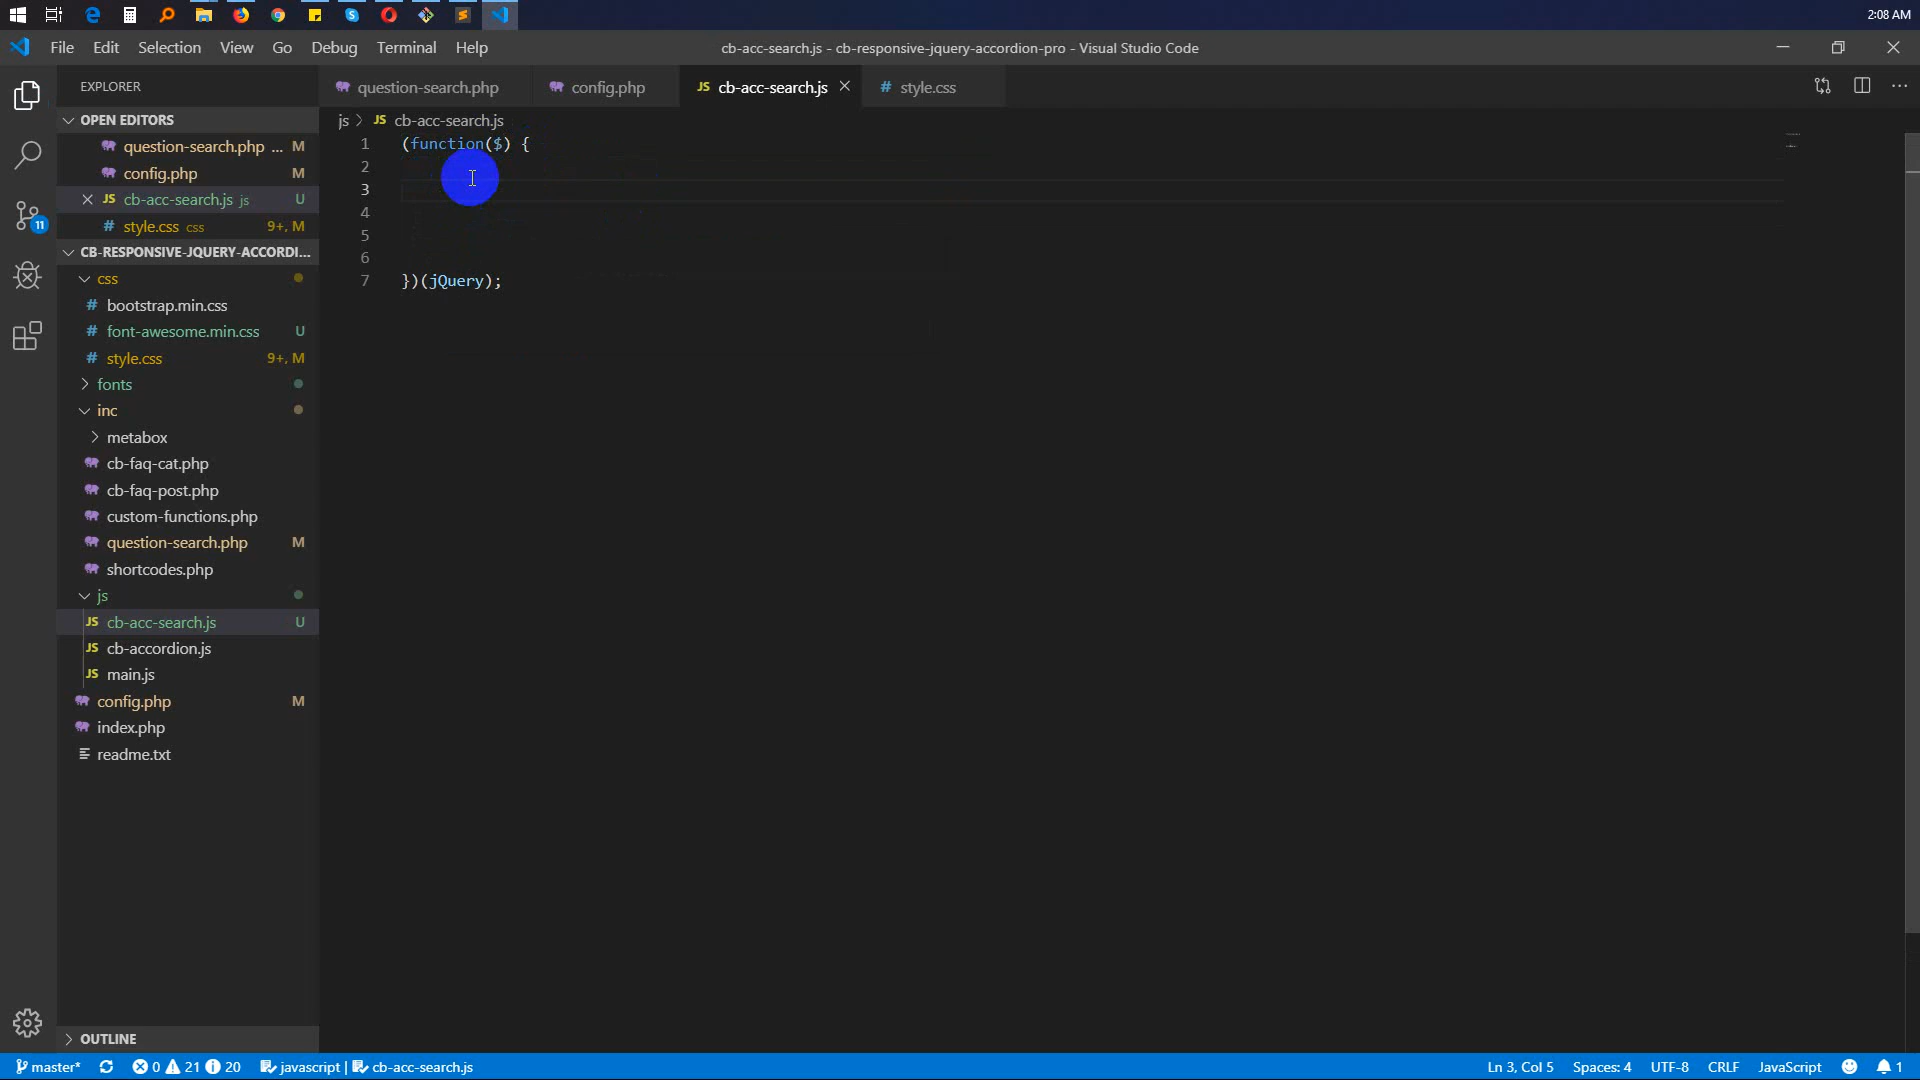 2:08 AM
File Edit Selection View Go Debug Terminal Help
cb-acc-search.js - cb-responsive-jquery-accordion-pro - Visual Studio Code
EXPLORER
question-search.php
config.php
JS cb-acc-search.js
# style.css
OPEN EDITORS
question-search.php ... M
config.php M
JS cb-acc-search.js js U
# style.css css 9+, M
CB-RESPONSIVE-JQUERY-ACCORDI...
css
# bootstrap.min.css
# font-awesome.min.css U
# style.css 9+, M
fonts
inc
metabox
cb-faq-cat.php
cb-faq-post.php
custom-functions.php
question-search.php M
shortcodes.php
js
JS cb-acc-search.js U
JS cb-accordion.js
JS main.js
config.php M
index.php
readme.txt
OUTLINE
11
js > JS cb-acc-search.js
1 (function($) {
2
3
4
5
6
7 })(jQuery);
master* 0 21 20 javascript | cb-acc-search.js
Ln 3, Col 5 Spaces: 4 UTF-8 CRLF JavaScript 1